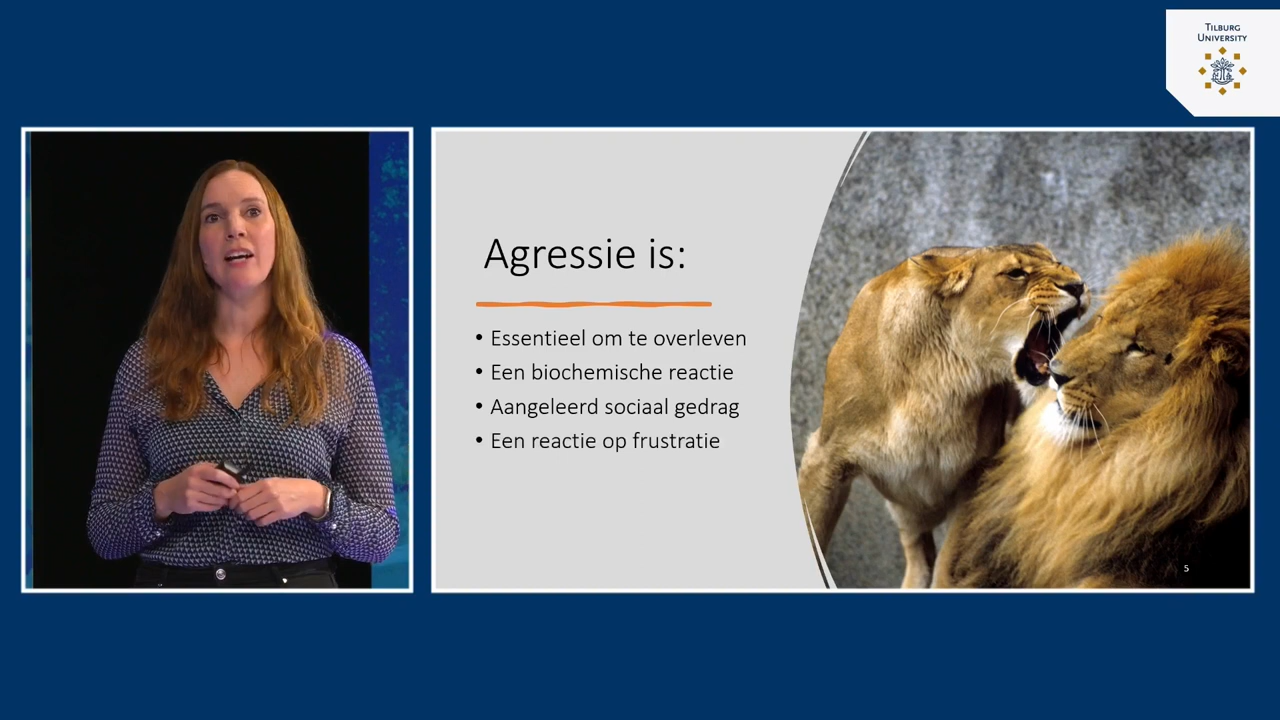 TILBURG
UNIVERSITY
Agressie is:
• Essentieel om te overleven
• Een biochemische reactie
• Aangeleerd sociaal gedrag
• Een reactie op frustratie
5